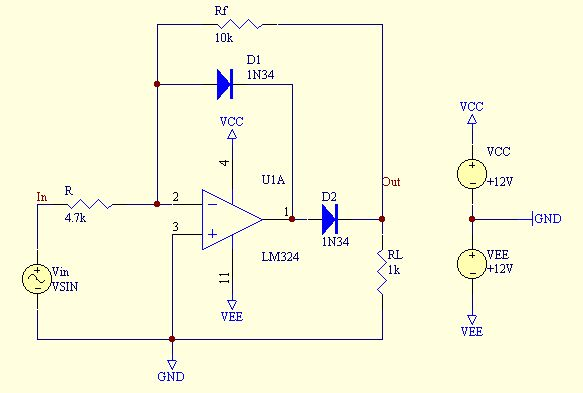 Rf
10k
D1
1N34
VCC
VCC
4
VCC
+12V
U1A
In
R
4.7k
2
3
1
D2
1N34
Out
GND
LM324
11
Vin
VSIN
RL
1k
VEE
+12V
VEE
VEE
GND